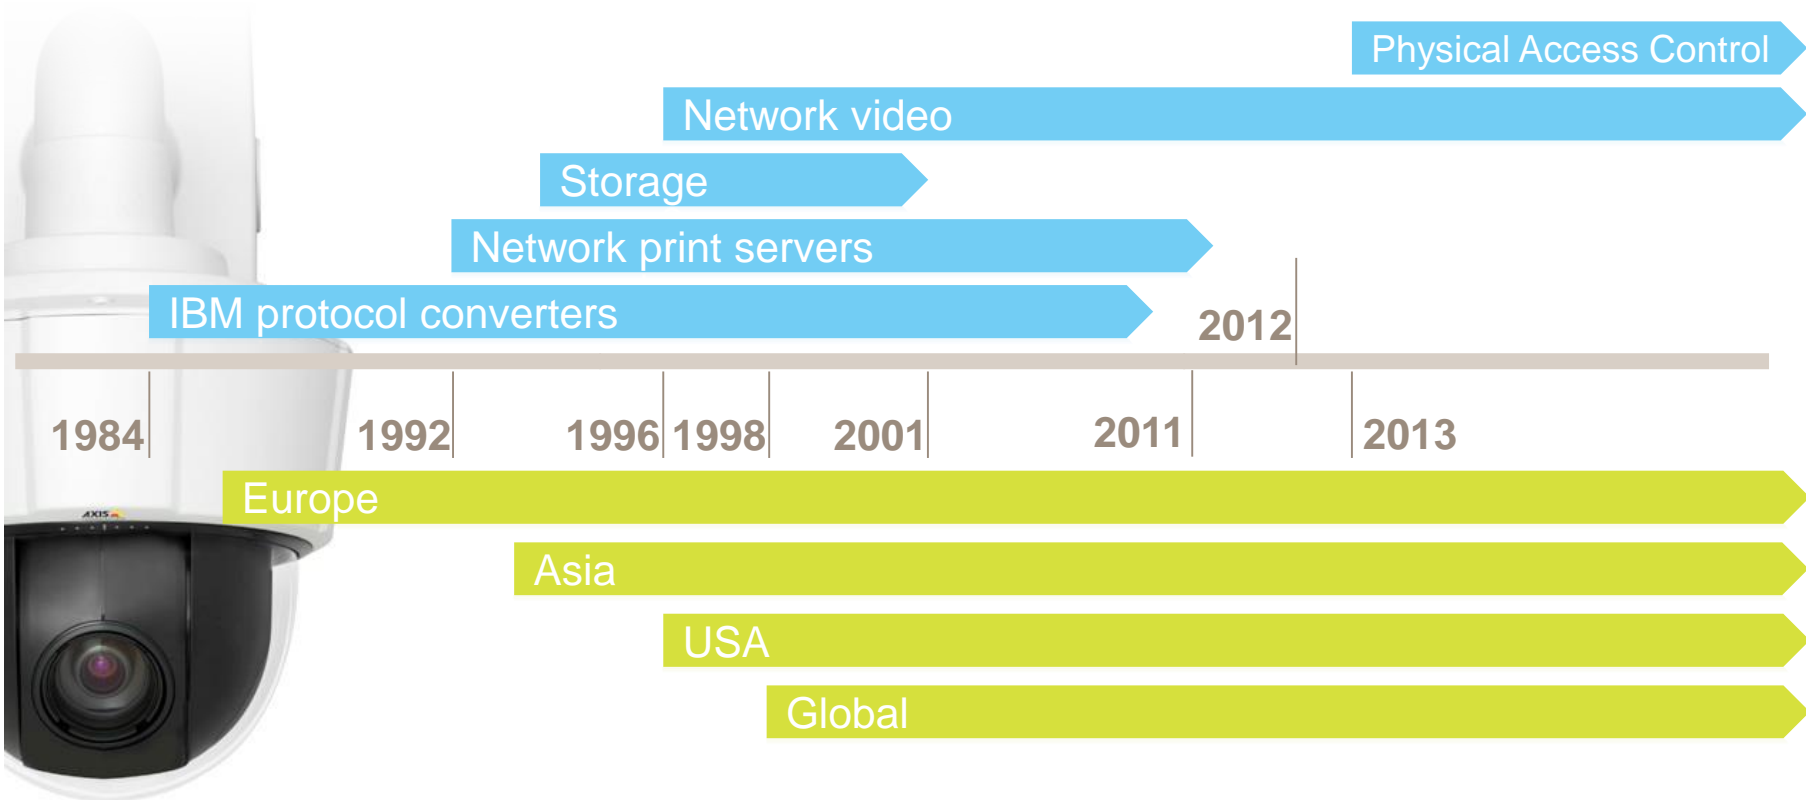 Physical Access Control
Network video
Storage
Network print servers
IBM protocol converters
2012
1984
1992
1996
1998
2001
2011
2013
Europe
AXIS
Asia
USA
Global